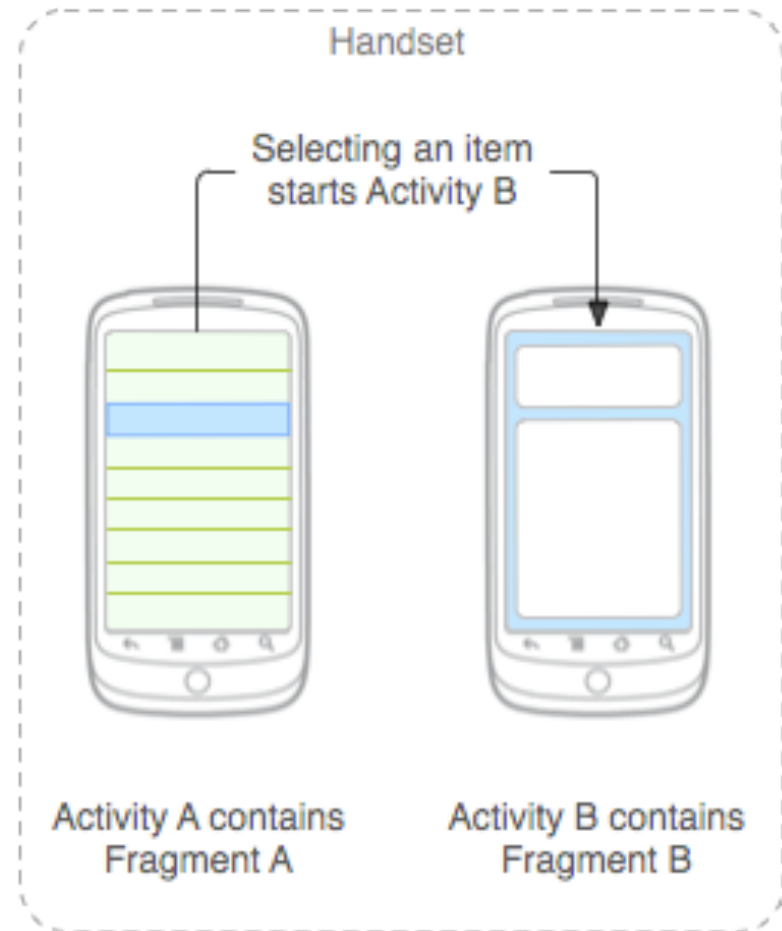 Handset
Selecting an item
starts Activity B
Activity A contains
Fragment A
Activity B contains
Fragment B